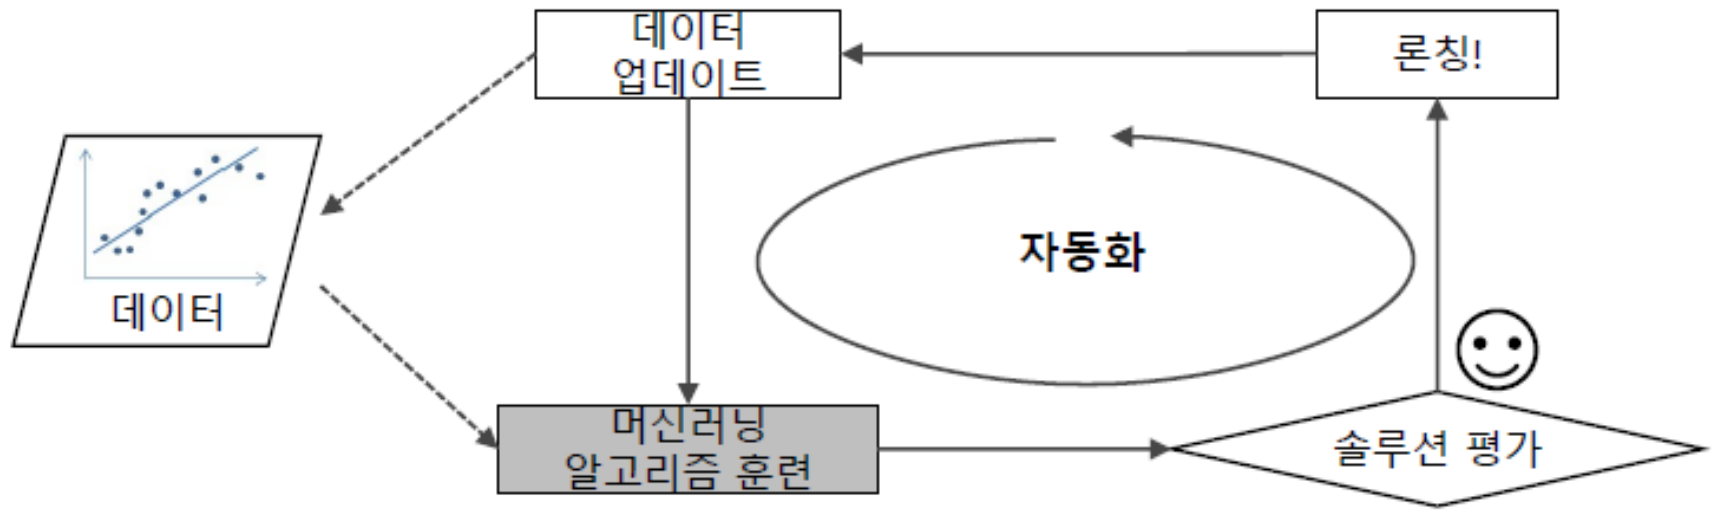 데이터
업데이트
론칭!
데이터
자동화
머신러닝
알고리즘 훈련
솔루션 평가